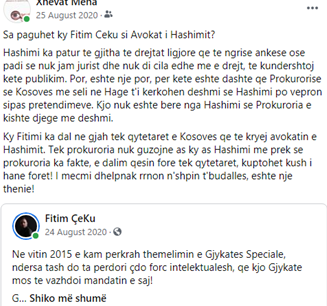 Xhevat Meha
25 August 2020 ·
Sa paguhet ky Fitim Ceku si Avokat i Hashimit?
Hashimi ka patur te gjitha te drejtat ligjore qe te ngrise ankese ose
padi se nuk jam jurist dhe nuk di cila edhe me e drejt, te kundershtoj
kete publikim. Por, eshte nje por, per kete eshte dashte qe Prokurorise
se Kosoves me seli ne Hage t'i kerkohen deshmi se Hashimi po vepron
sipas pretendimeve. Kjo nuk eshte bere nga Hashimi se Prokuroria e
kishte djege me deshmi.
Ky Fitimi ka dal ne gjah tek qytetaret e Kosoves qe te kryej avokatin e
Hashimit. Tek prokuroria nuk guzojne as ky as Hashimi me prek se
prokuroria ka fakte, e dalim qesin fore tek qytetaret, kuptohet kush i
hane foret! I mecmi dhelpnak rrnon n'shpin t'budalles, eshte nje
thenie!
Fitim ÇeKu
24 August 2020 ·
Ne vitin 2015 e kam perkrah themelimin e Gjykates Speciale,
ndersa tash do ta perdori çdo forc intelektualesh, qe kjo Gjykate
mos te vazhdoi mandatin e saj!
G... Shiko më shumë